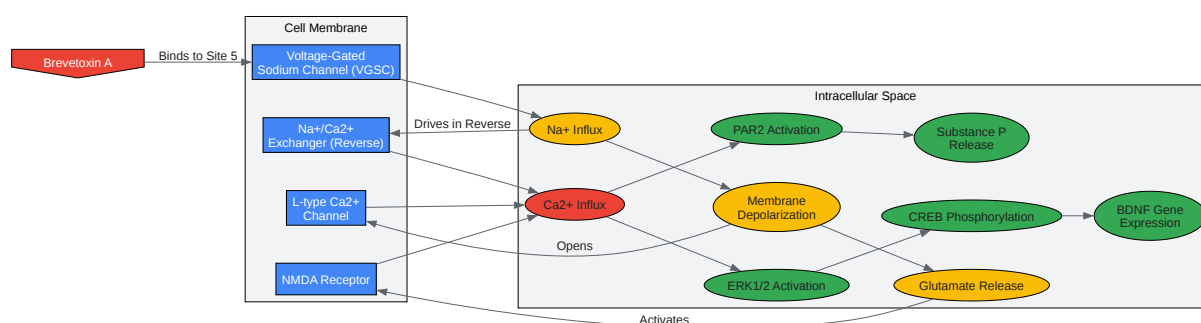 Cell Membrane
Brevetoxin A
Binds to Site 5
Voltage-Gated
Sodium Channel (VGSC)
Na+/Ca2+
Exchanger (Reverse)
L-type Ca2+
Channel
NMDA Receptor
Drives in Reverse
Opens
Activates
Intracellular Space
Na+ Influx
Ca2+ Influx
PAR2 Activation
Membrane
Depolarization
ERK1/2 Activation
Substance P
Release
CREB Phosphorylation
Glutamate Release
BDNF Gene
Expression